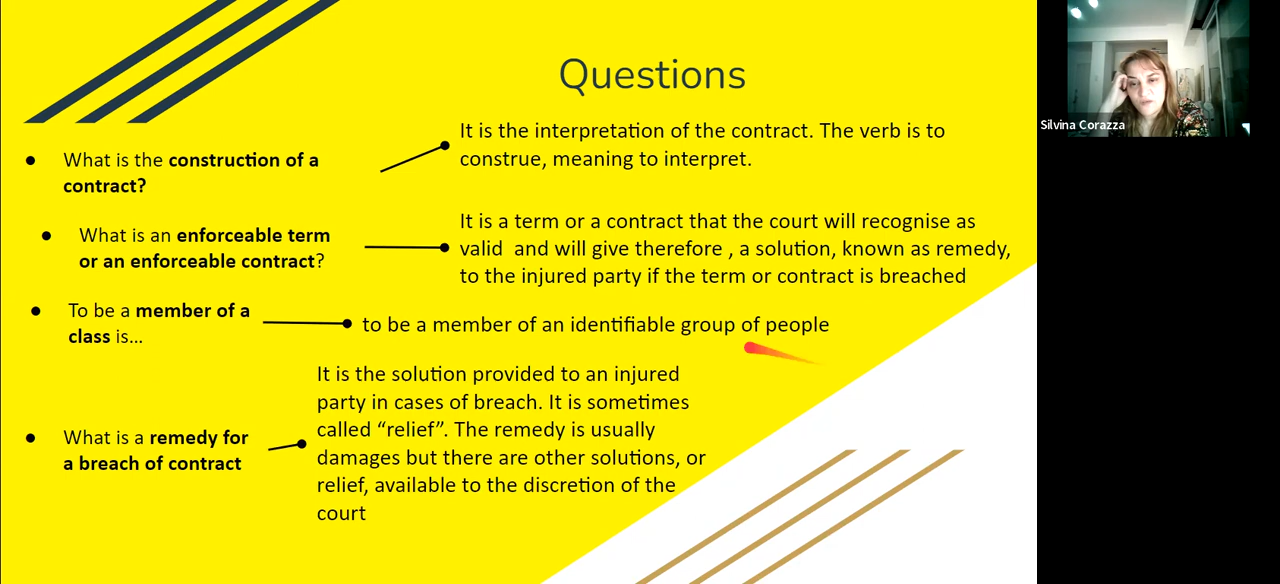 Questions
What is the construction of a
contract?
It is the interpretation of the contract. The verb is to
construe, meaning to interpret.
What is an enforceable term
or an enforceable contract?
It is a term or a contract that the court will recognise as
valid  and will give therefore , a solution, known as remedy,
to the injured party if the term or contract is breached
To be a member of a
class is...
to be a member of an identifiable group of people
What is a remedy for
a breach of contract
It is the solution provided to an injured
party in cases of breach. It is sometimes
called “relief”. The remedy is usually
damages but there are other solutions, or
relief, available to the discretion of the
court
Silvina Corazza